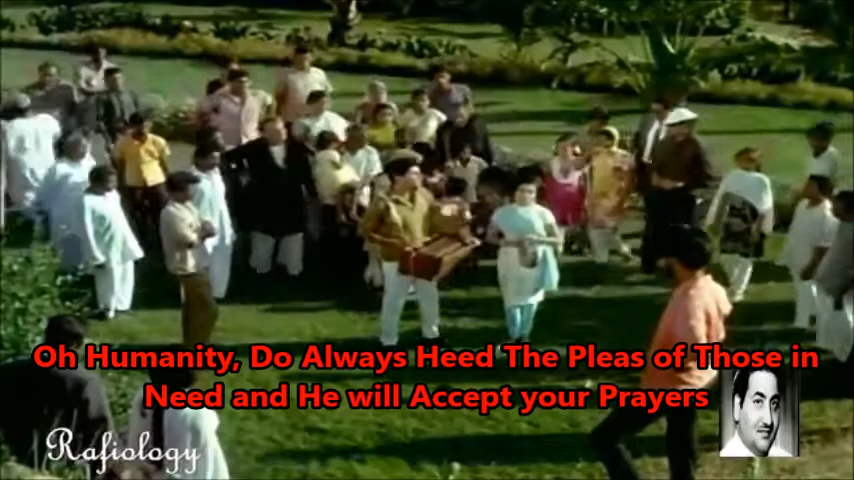 Oh Humanity, Do Always Heed The Pleas of Those in
Need and He will Accept your Prayers
Rafiology